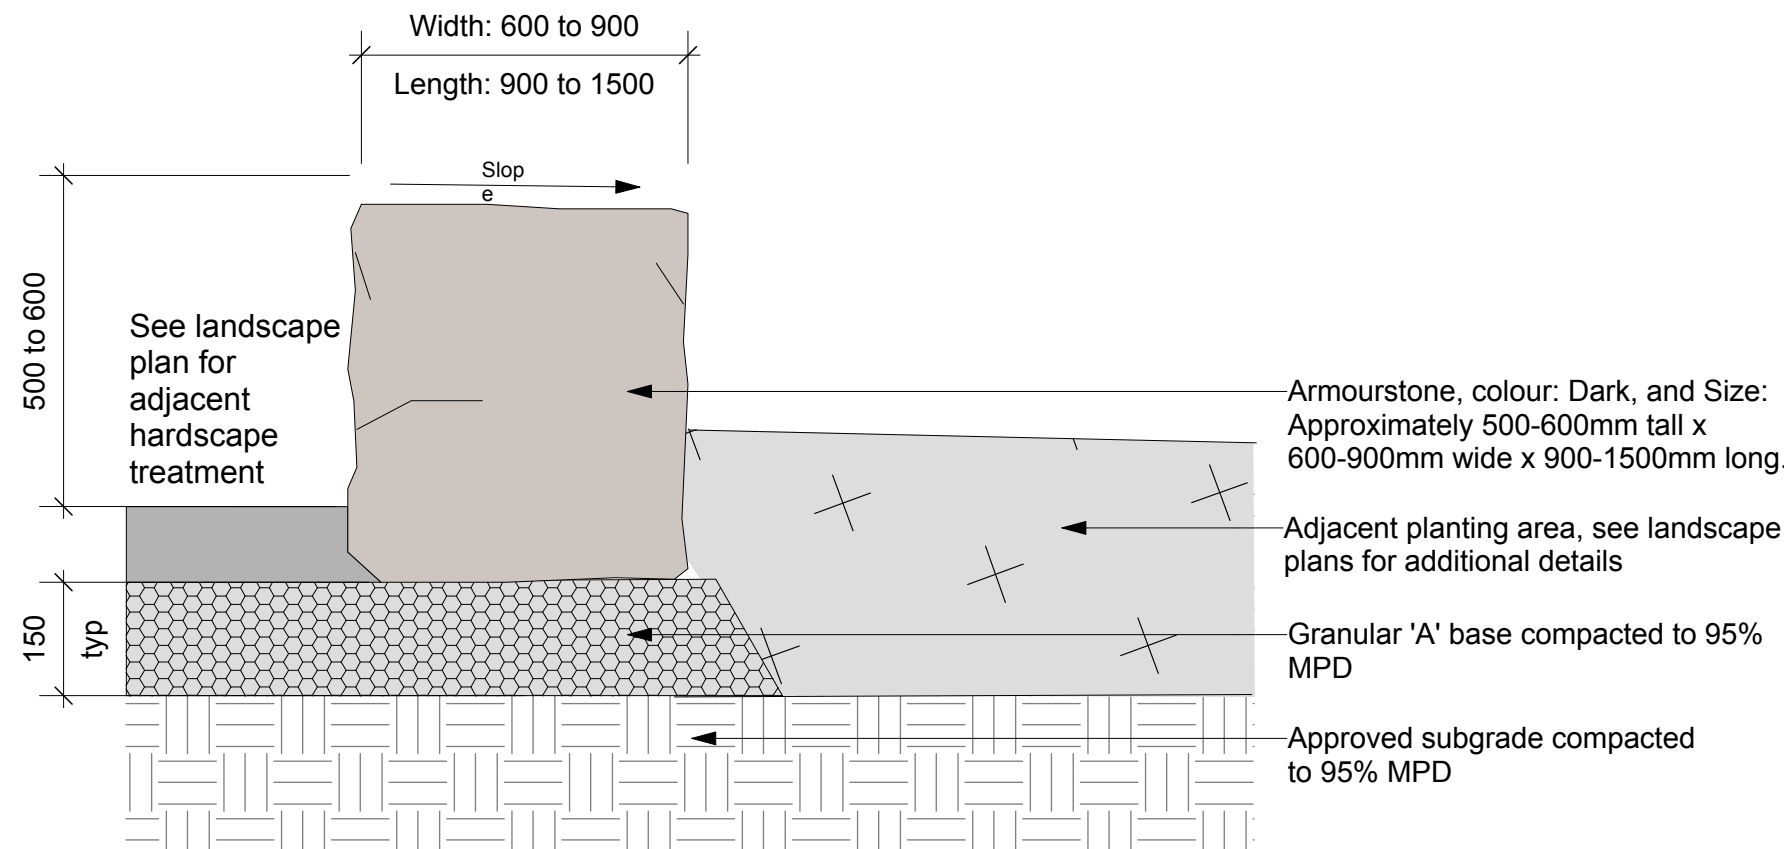 Width: 600 to 900
Length: 900 to 1500
Slop
e
500 to 600
See landscape
plan for
adjacent
hardscape
treatment
150
typ
Armourstone, colour: Dark, and Size:
Approximately 500-600mm tall x
600-900mm wide x 900-1500mm long.
Adjacent planting area, see landscape
plans for additional details
Granular 'A' base compacted to 95%
MPD
Approved subgrade compacted
to 95% MPD